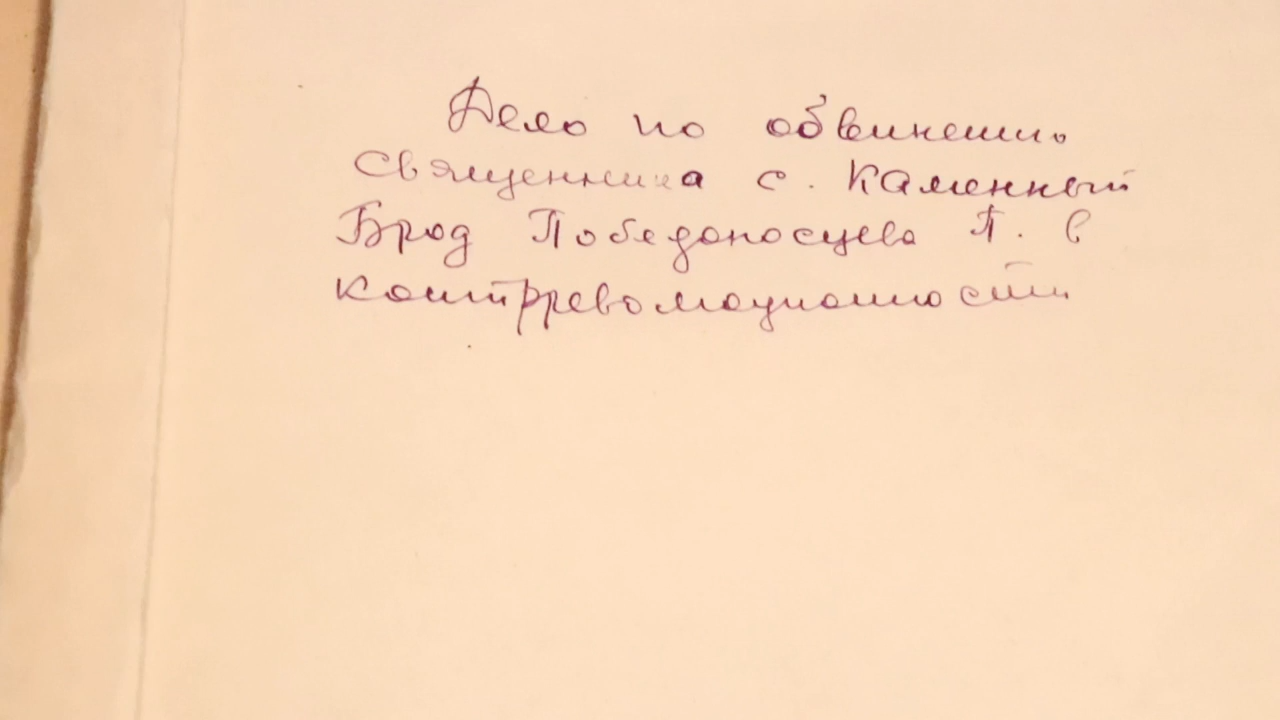 Дело по обвинению
Священника с. Каменный
Брод Победоносцева П. в
контрреволюционности